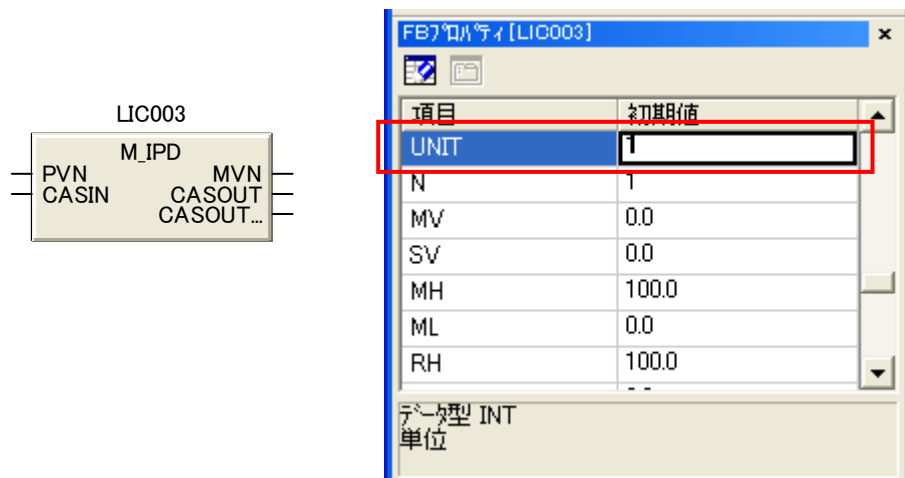 LIC003
M_IPD
PVN MVN
CASIN CASOUT
CASOUT...
FBﾌﾟﾛﾊﾟﾃｨ[LIC003]
項目 初期値
UNIT 1
N 1
MV 0.0
SV 0.0
MH 100.0
ML 0.0
RH 100.0
ﾃﾞｰﾀ型 INT
単位